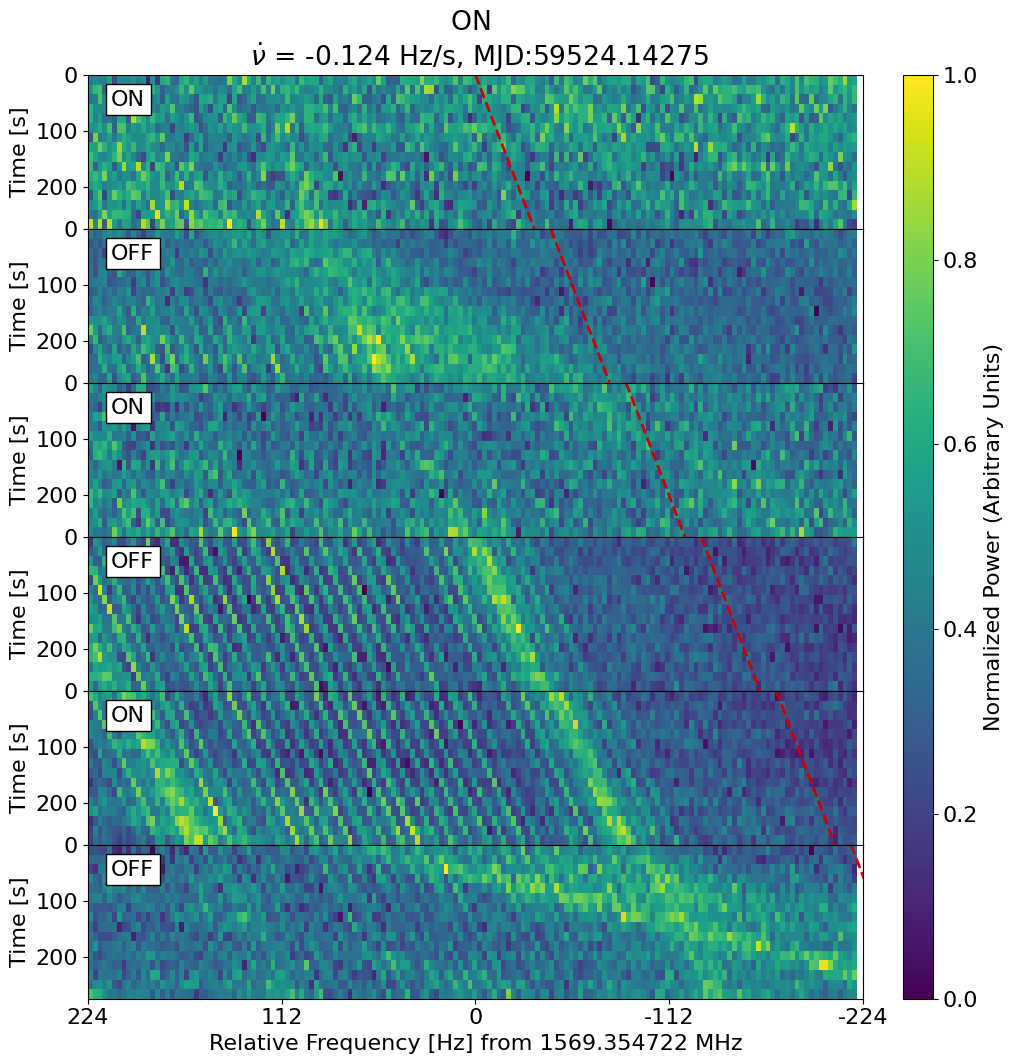 ON
ν̇ = -0.124 Hz/s, MJD:59524.14275
0
100
200
Time [s]
ON
0
100
200
Time [s]
OFF
0
100
200
Time [s]
ON
0
100
200
Time [s]
OFF
0
100
200
Time [s]
ON
0
100
200
Time [s]
OFF
224 112 0 -112 -224
Relative Frequency [Hz] from 1569.354722 MHz
1.0
0.8
0.6
0.4
0.2
0.0
Normalized Power (Arbitrary Units)